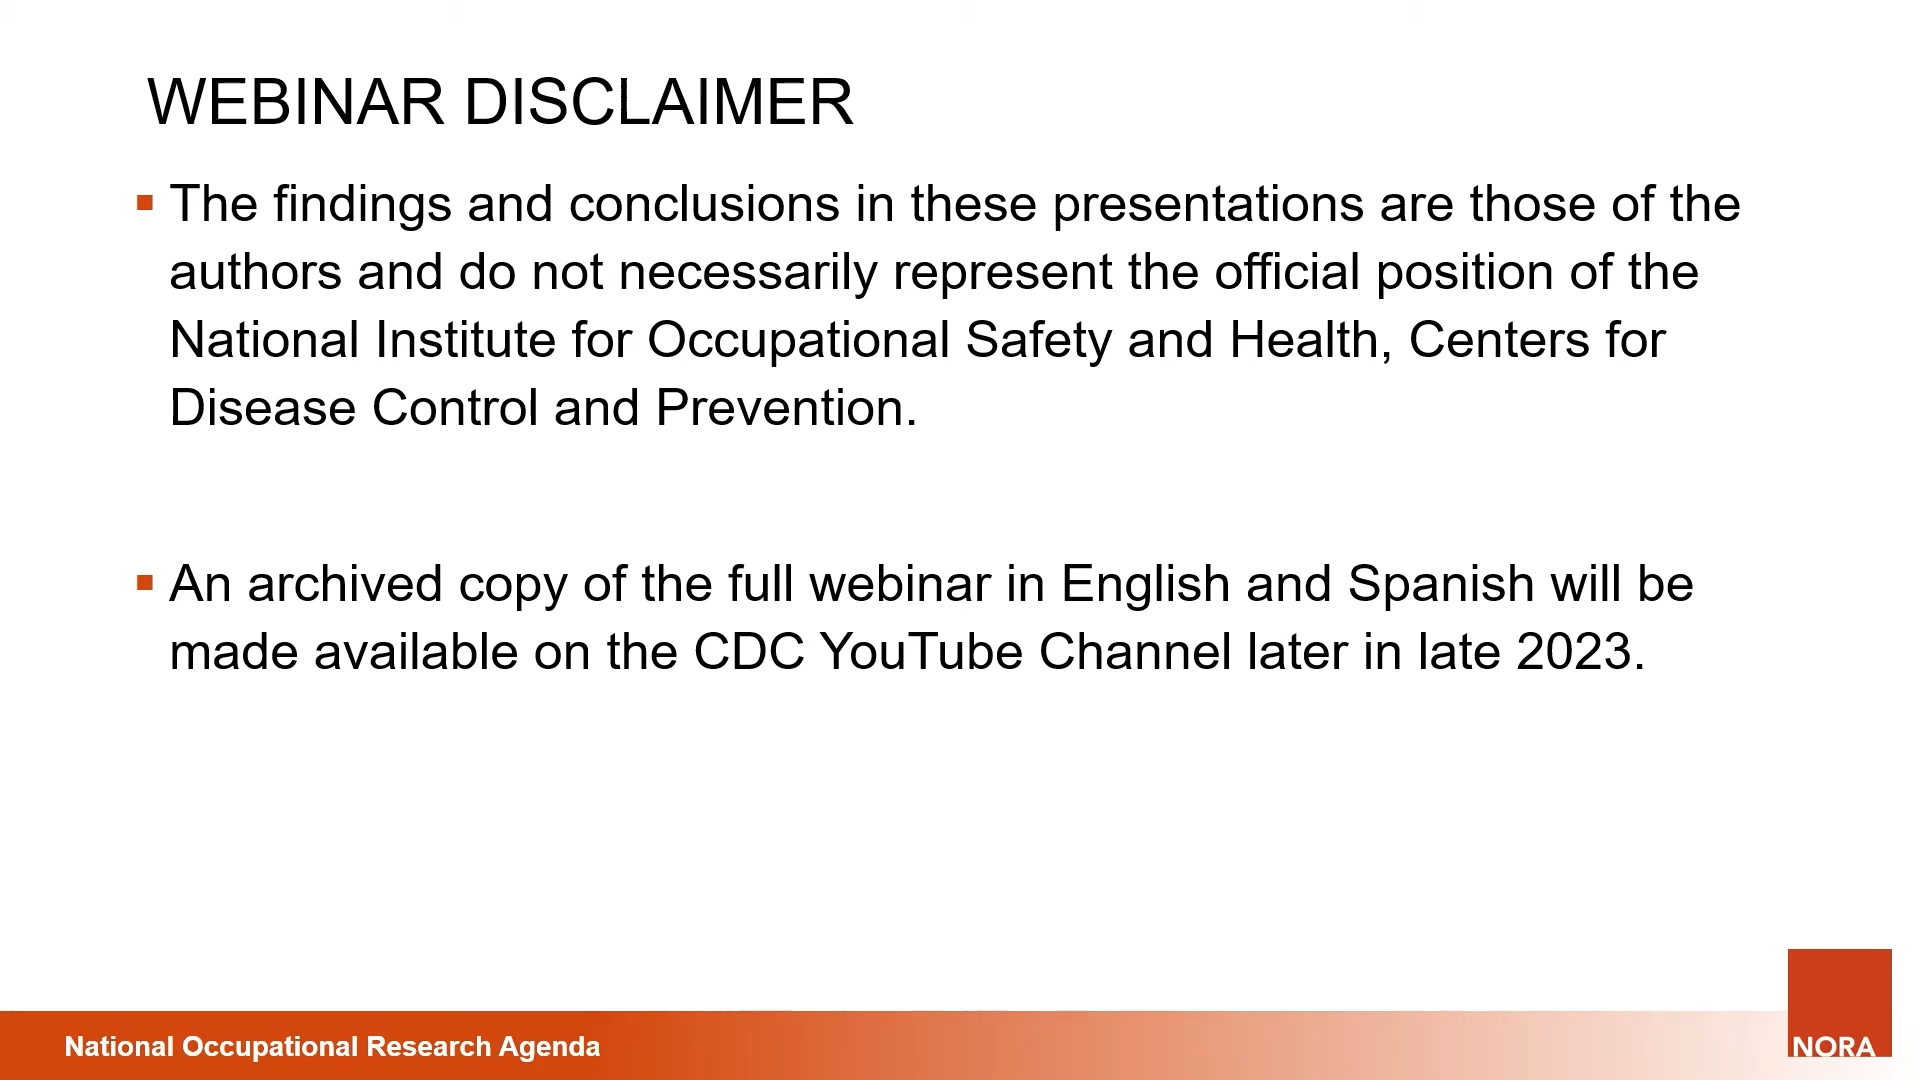 WEBINAR DISCLAIMER
▪ The findings and conclusions in these presentations are those of the
authors and do not necessarily represent the official position of the
National Institute for Occupational Safety and Health, Centers for
Disease Control and Prevention.
▪ An archived copy of the full webinar in English and Spanish will be
made available on the CDC YouTube Channel later in late 2023.
National Occupational Research Agenda
NORA